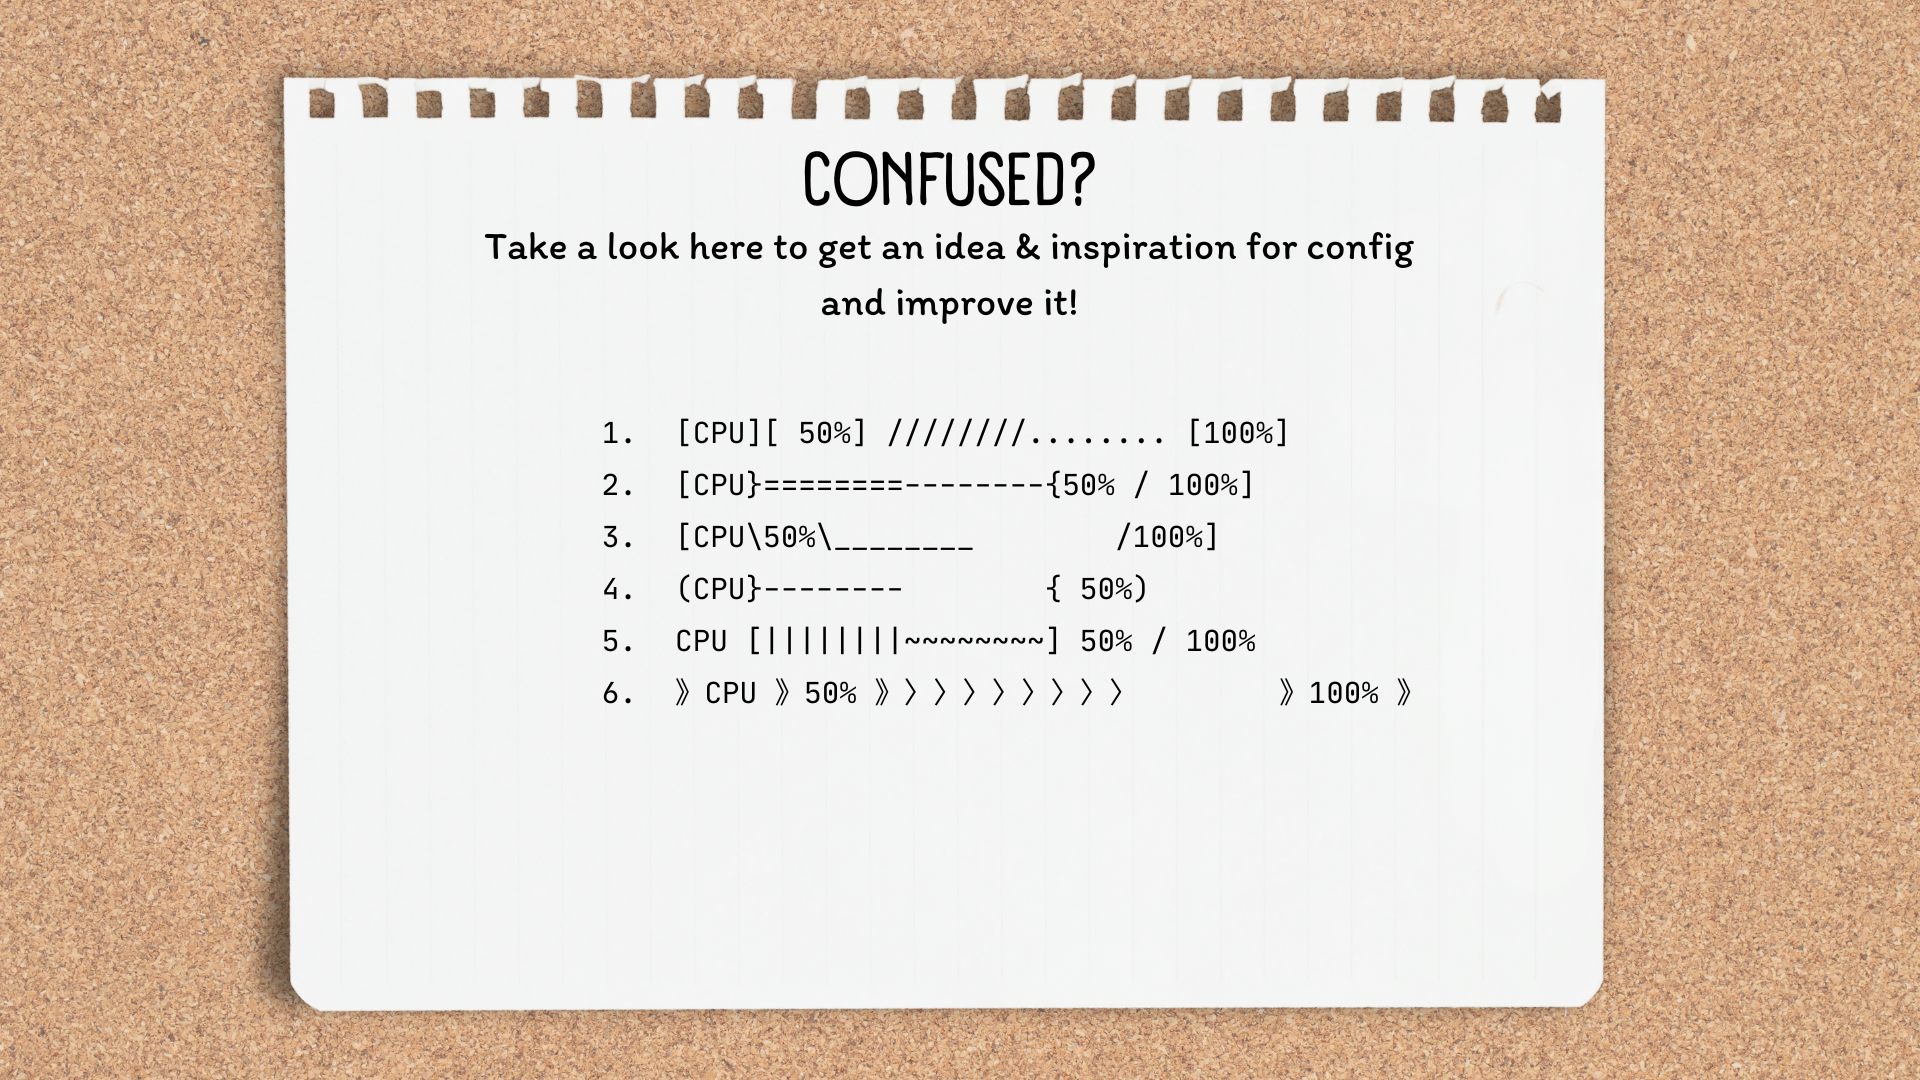 CONFUSED?
Take a look here to get an idea & inspiration for config
and improve it!
1. [CPU][ 50%] ////////........ [100%]
2. [CPU}========--------{50% / 100%]
3. [CPU\50%\________        /100%]
4. (CPU}--------        { 50%)
5. CPU [||||||||~~~~~~~~] 50% / 100%
6. 》CPU 》50% 》〉〉〉〉〉〉〉〉        》100% 》